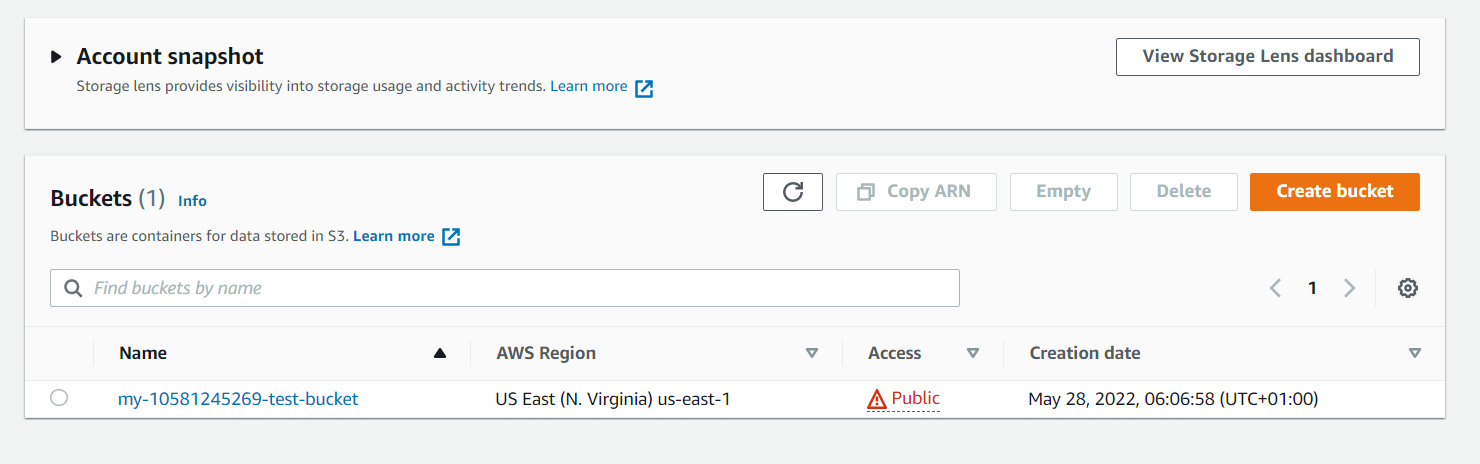 Account snapshot
View Storage Lens dashboard
Storage lens provides visibility into storage usage and activity trends. Learn more
Buckets (1) Info
Copy ARN
Empty
Delete
Create bucket
Buckets are containers for data stored in S3. Learn more
Find buckets by name
1
Name AWS Region Access Creation date
my-10581245269-test-bucket US East (N. Virginia) us-east-1 Public May 28, 2022, 06:06:58 (UTC+01:00)